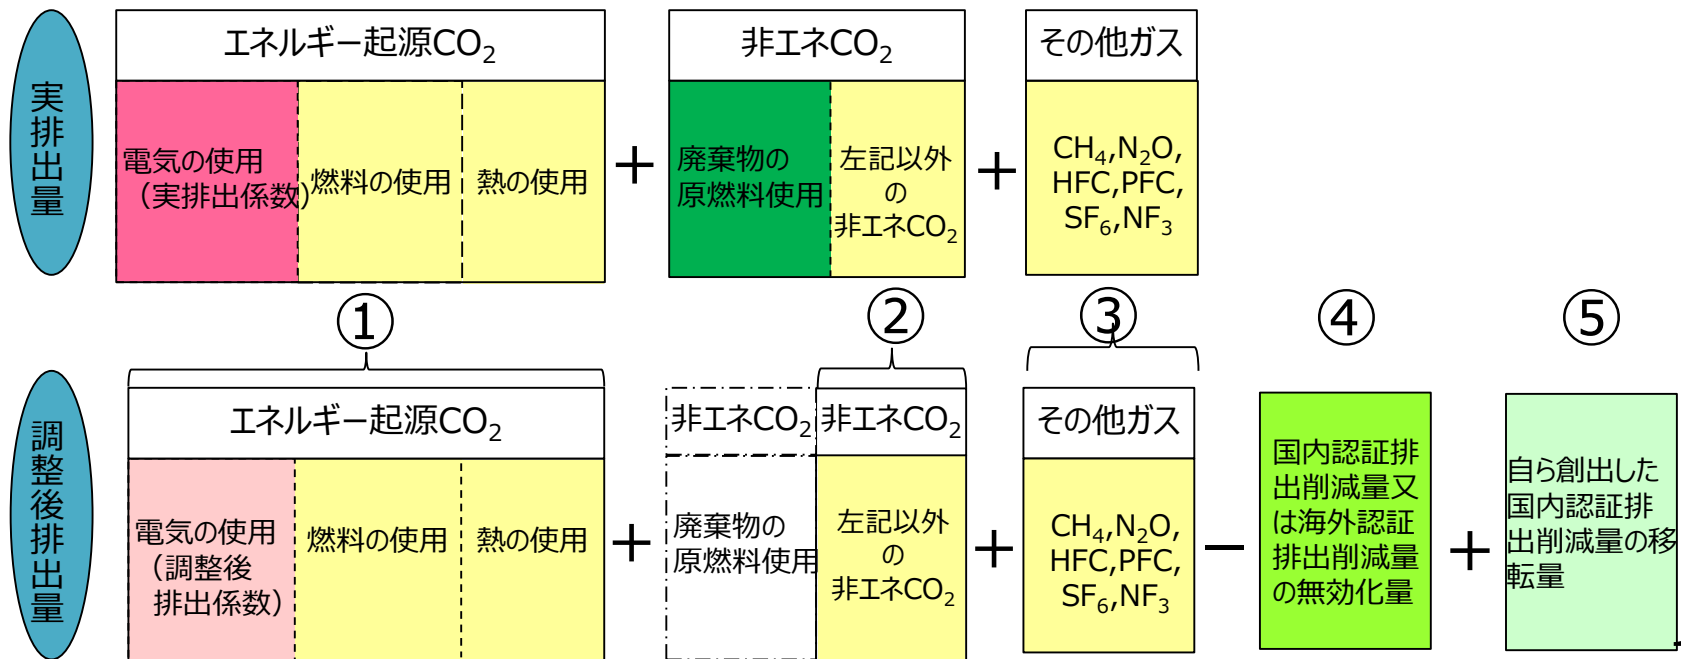 実排出量
エネルギー起源CO₂
非エネCO₂
その他ガス
電気の使用
（実排出係数）
燃料の使用
熱の使用
＋
廃棄物の
原燃料使用
左記以外
の
非エネCO₂
＋
CH₄,N₂O,
HFC,PFC,
SF₆,NF₃
①
②
③
④
⑤
調整後排出量
エネルギー起源CO₂
非エネCO₂
非エネCO₂
その他ガス
電気の使用
（調整後
排出係数）
燃料の使用
熱の使用
＋
廃棄物の
原燃料使用
左記以外
の
非エネCO₂
＋
CH₄,N₂O,
HFC,PFC,
SF₆,NF₃
－
国内認証排
出削減量又
は海外認証
排出削減量
の無効化量
＋
自ら創出した
国内認証排
出削減量の移
転量